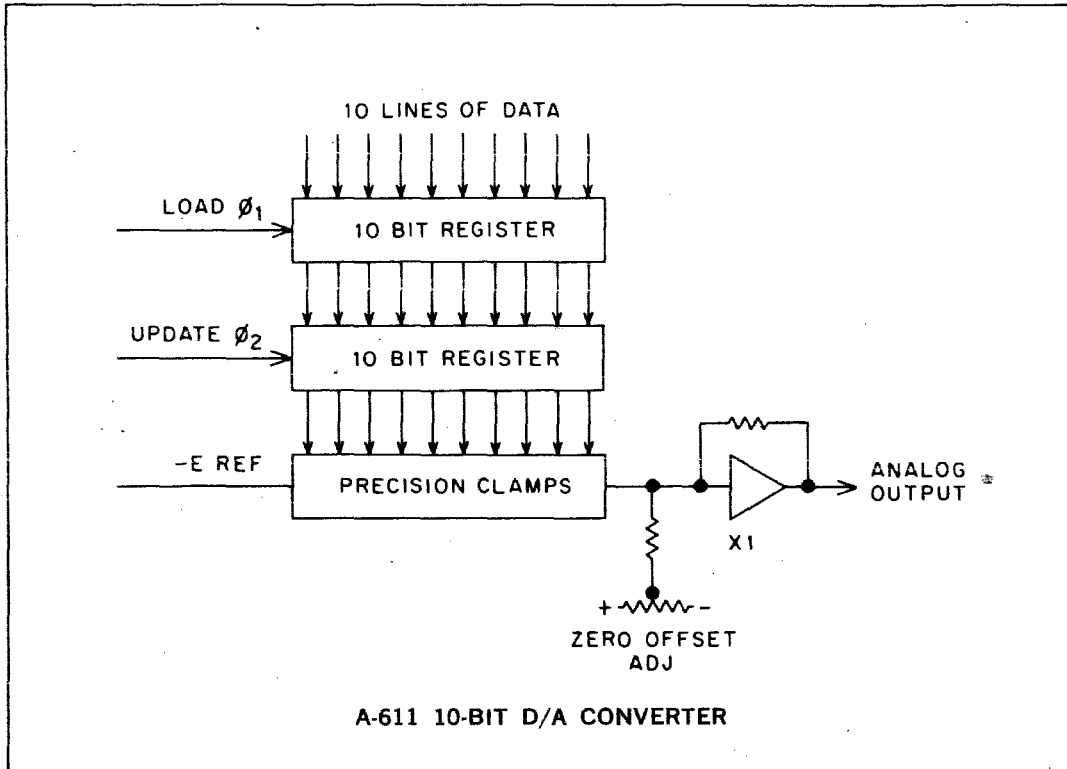 10 LINES OF DATA
LOAD Ø1
10 BIT REGISTER
UPDATE Ø2
10 BIT REGISTER
-E REF
PRECISION CLAMPS
ANALOG
OUTPUT
X1
+ -
ZERO OFFSET
ADJ
A-611 10-BIT D/A CONVERTER